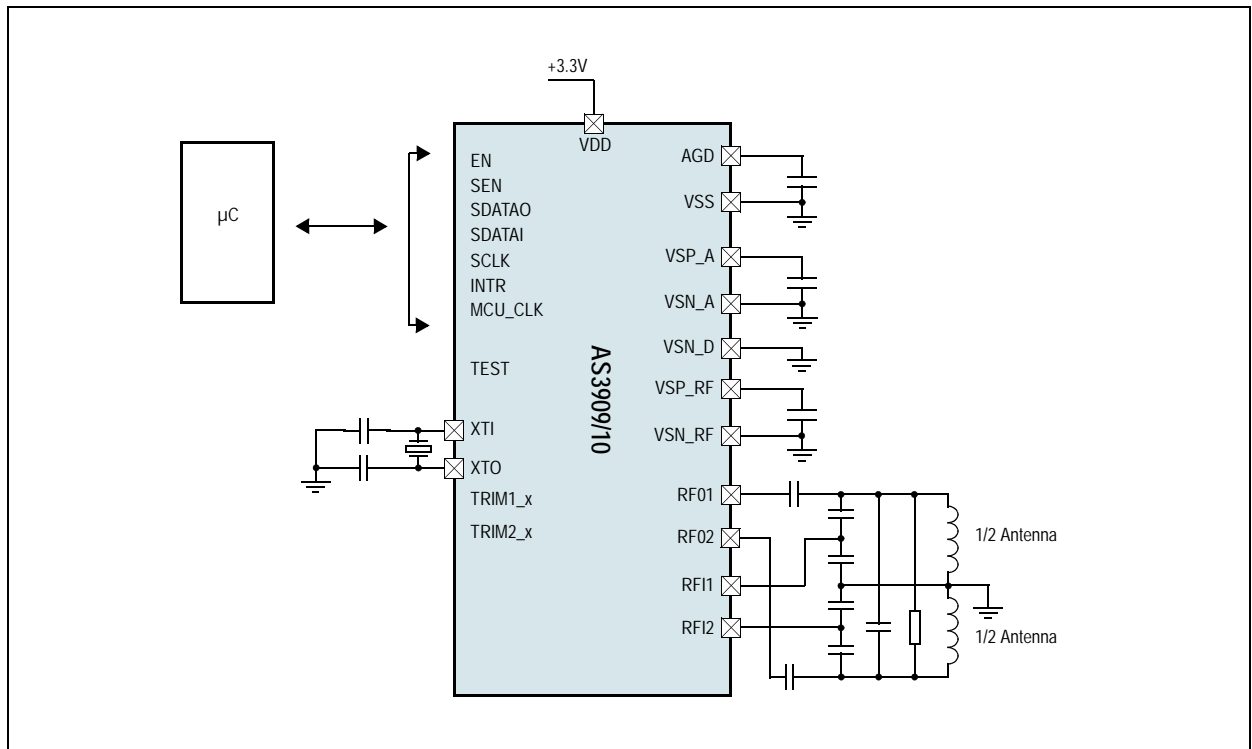 +3.3V
VDD
µC
EN
SEN
SDATAO
SDATAI
SCLK
INTR
MCU_CLK
TEST
XTI
XTO
TRIM1_x
TRIM2_x
AS3909/10
AGD
VSS
VSP_A
VSN_A
VSN_D
VSP_RF
VSN_RF
RF01
RF02
RFI1
RFI2
1/2 Antenna
1/2 Antenna